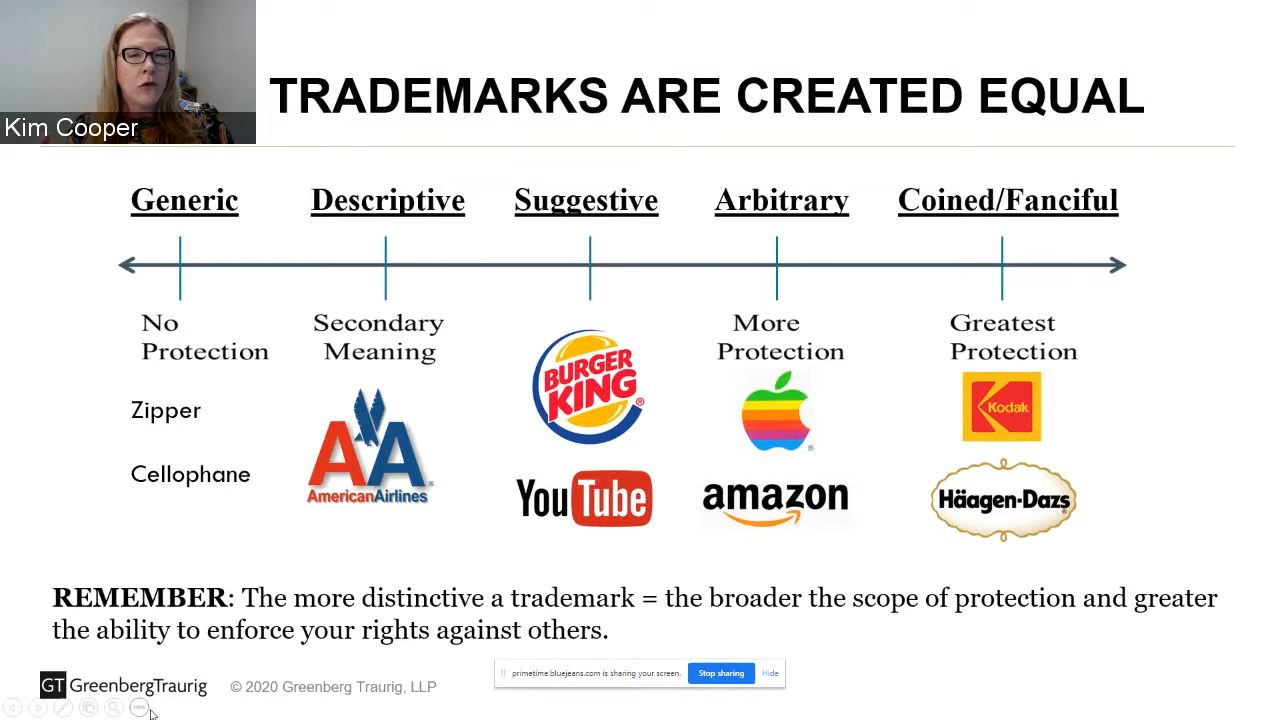 Kim Cooper
TRADEMARKS ARE CREATED EQUAL
Generic
Descriptive
Suggestive
Arbitrary
Coined/Fanciful
No
Protection
Secondary
Meaning
More
Protection
Greatest
Protection
Zipper
Cellophane
AA
AmericanAirlines
BURGER
KING
®
YouTube
®
amazon
Kodak
Häagen-Dazs
®
REMEMBER: The more distinctive a trademark = the broader the scope of protection and greater
the ability to enforce your rights against others.
GT GreenbergTraurig
© 2020 Greenberg Traurig, LLP
primetime.bluejeans.com is sharing your screen.
Stop sharing
Hide